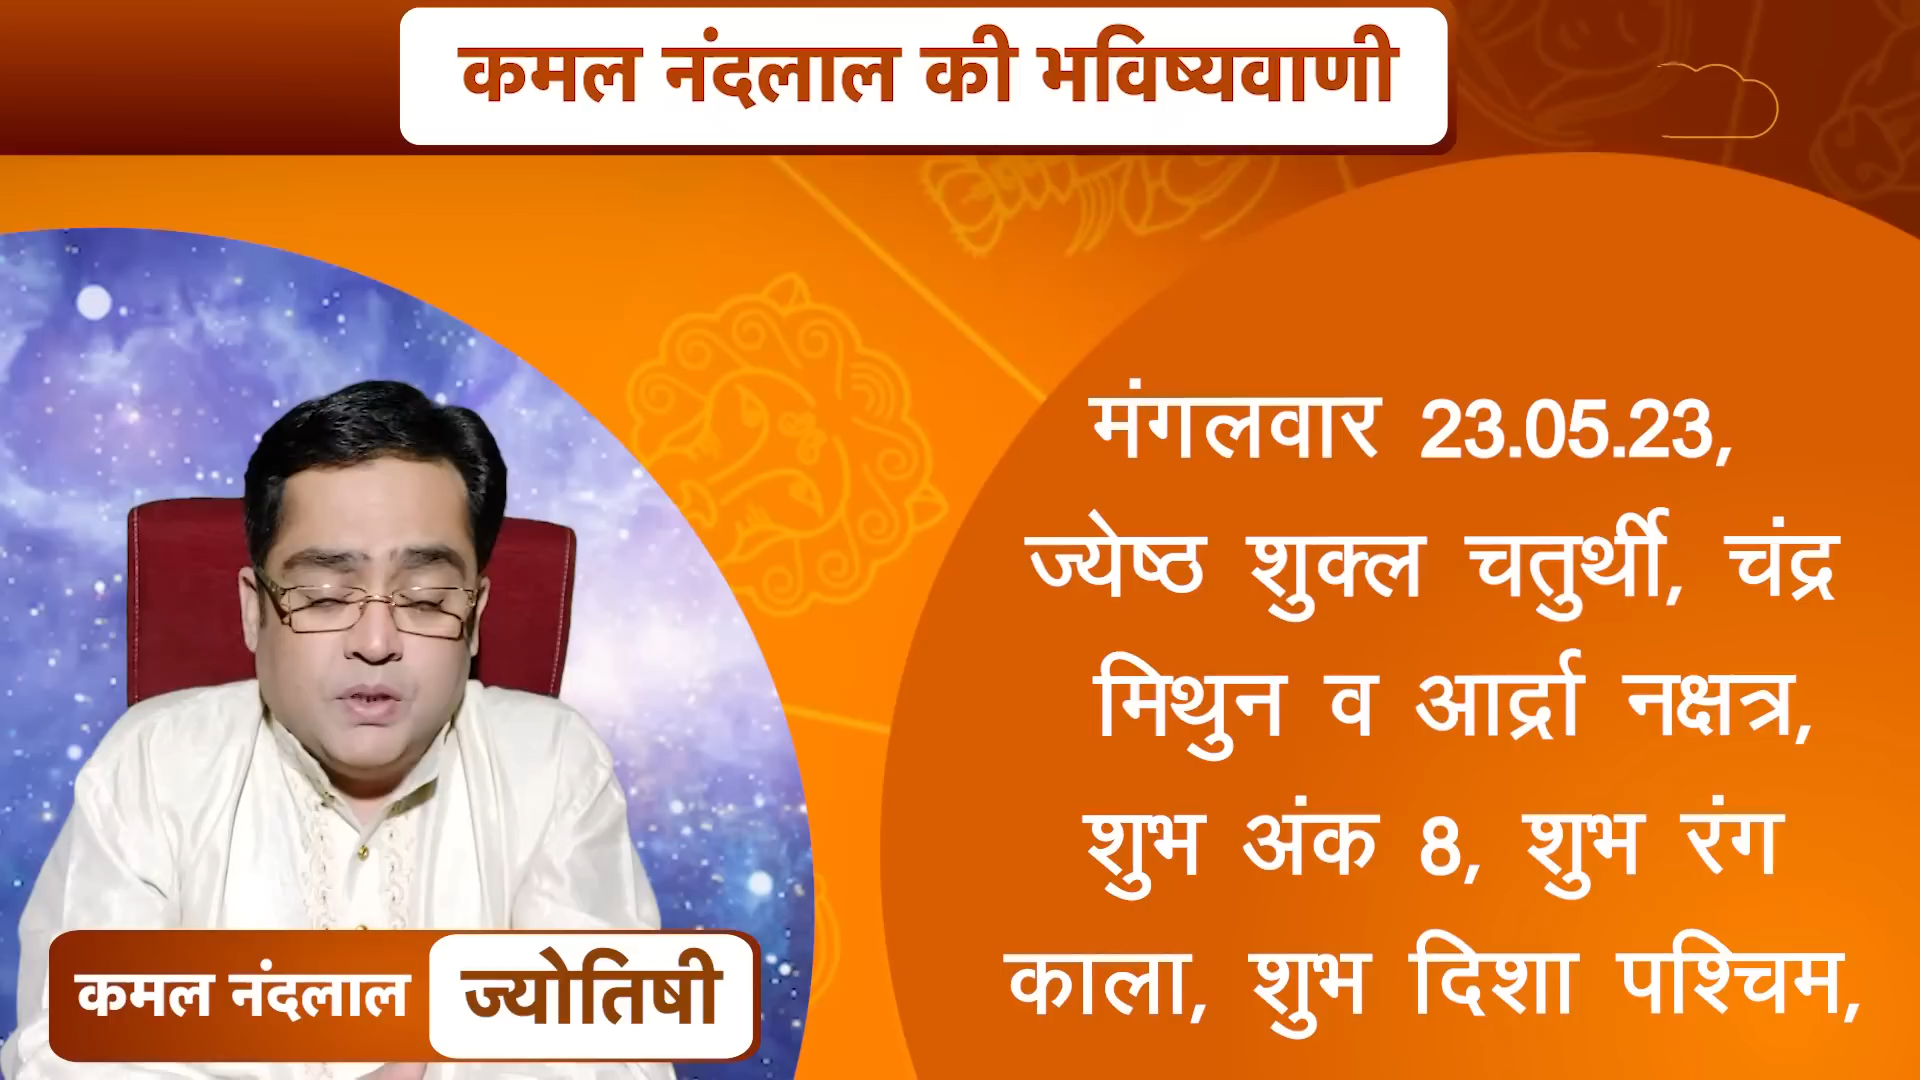 कमल नंदलाल की भविष्यवाणी
मंगलवार 23.05.23,
ज्येष्ठ शुक्ल चतुर्थी, चंद्र
मिथुन व आर्द्रा नक्षत्र,
शुभ अंक 8, शुभ रंग
काला, शुभ दिशा पश्चिम,
कमल नंदलाल ज्योतिषी